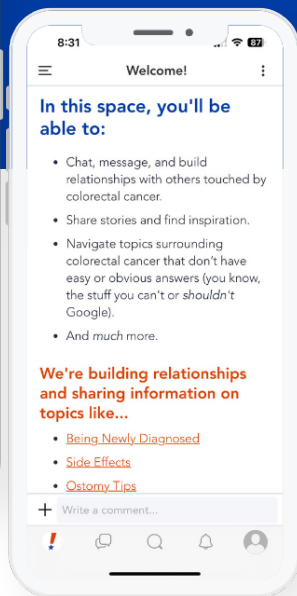 8:31
87
Welcome!
In this space, you'll be
able to:
• Chat, message, and build
relationships with others touched by
colorectal cancer.
• Share stories and find inspiration.
• Navigate topics surrounding
colorectal cancer that don't have
easy or obvious answers (you know,
the stuff you can't or shouldn't
Google).
• And much more.
We're building relationships
and sharing information on
topics like...
• Being Newly Diagnosed
• Side Effects
• Ostomy Tips
Write a comment...